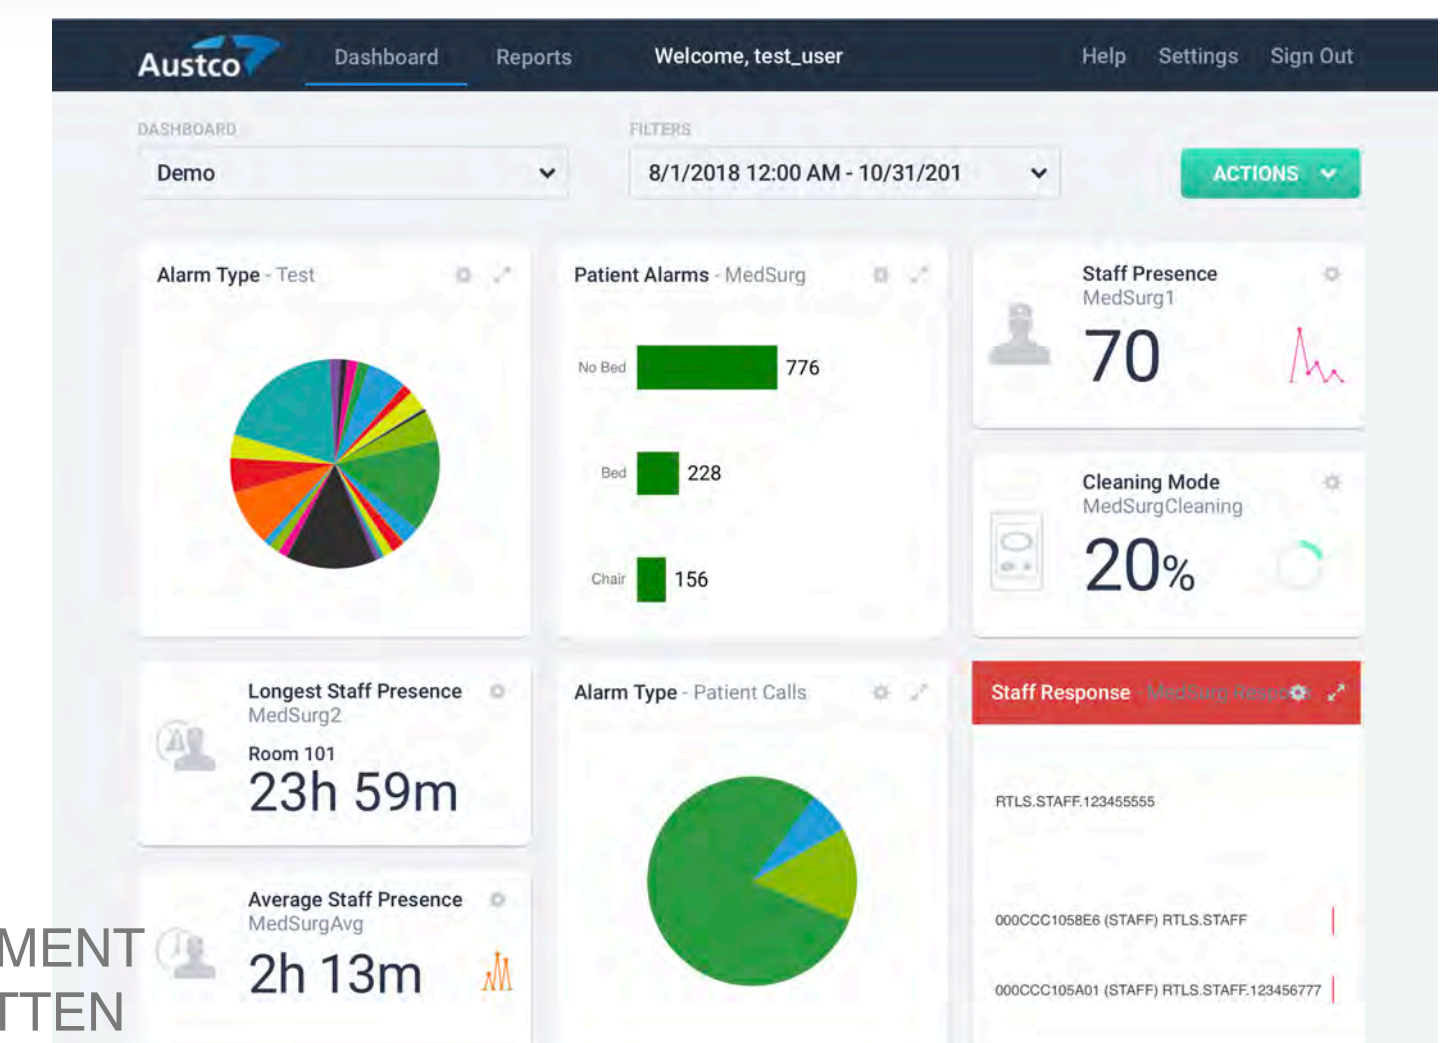 Austco
Dashboard
Reports
Welcome, test_user
Help
Settings
Sign Out
DASHBOARD
Demo
FILTERS
8/1/2018 12:00 AM - 10/31/201
ACTIONS
Alarm Type - Test
Patient Alarms - MedSurg
No Bed
776
Bed
228
Chair
156
Staff Presence
MedSurg1
70
Cleaning Mode
MedSurgCleaning
20%
Longest Staff Presence
MedSurg2
Room 101
23h 59m
Average Staff Presence
MedSurgAvg
2h 13m
Alarm Type - Patient Calls
Staff Response - MedSurg
RTLS.STAFF.123455555
000CCC1058E6 (STAFF) RTLS.STAFF
000CCC105A01 (STAFF) RTLS.STAFF.123456777
MENT
TTEN